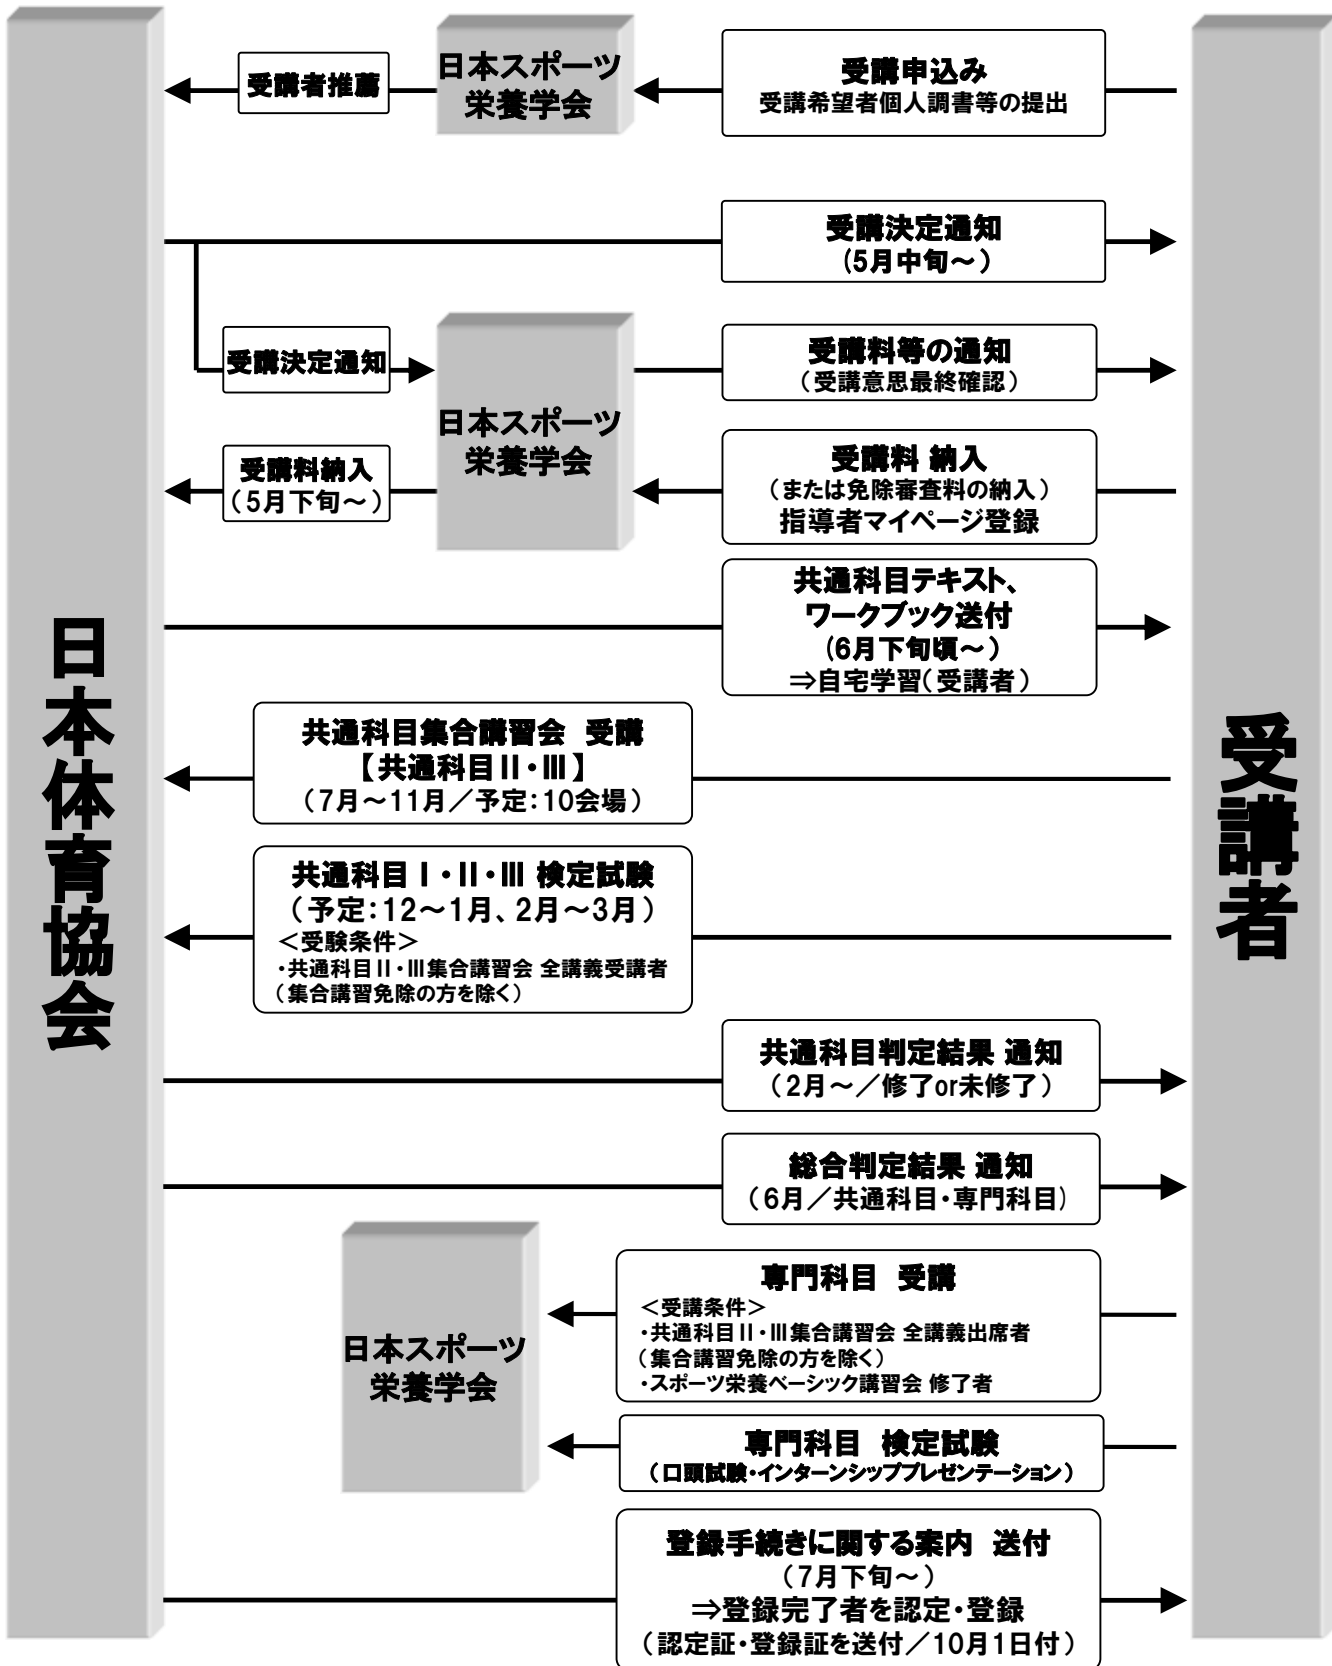 日本体育協会
受講者
受講者推薦
日本スポーツ
栄養学会
受講申込み
受講希望者個人調書等の提出
受講決定通知
(5月中旬～)
受講決定通知
日本スポーツ
栄養学会
受講料等の通知
(受講意思最終確認)
受講料納入
(5月下旬～)
受講料 納入
(または免除審査料の納入)
指導者マイページ登録
共通科目テキスト、
ワークブック送付
(6月下旬頃～)
⇒自宅学習(受講者)
共通科目集合講習会 受講
【共通科目Ⅱ・Ⅲ】
(7月～11月／予定:10会場)
共通科目Ⅰ・Ⅱ・Ⅲ 検定試験
(予定:12～1月、2月～3月)
＜受験条件＞
・共通科目Ⅱ・Ⅲ集合講習会 全講義受講者
(集合講習免除の方を除く)
共通科目判定結果 通知
(2月～／修了or未修了)
総合判定結果 通知
(6月／共通科目・専門科目)
日本スポーツ
栄養学会
専門科目 受講
＜受講条件＞
・共通科目Ⅱ・Ⅲ集合講習会 全講義出席者
(集合講習免除の方を除く)
・スポーツ栄養ベーシック講習会 修了者
専門科目 検定試験
(口頭試験・インターンシッププレゼンテーション)
登録手続きに関する案内 送付
(7月下旬～)
⇒登録完了者を認定・登録
(認定証・登録証を送付／10月1日付)